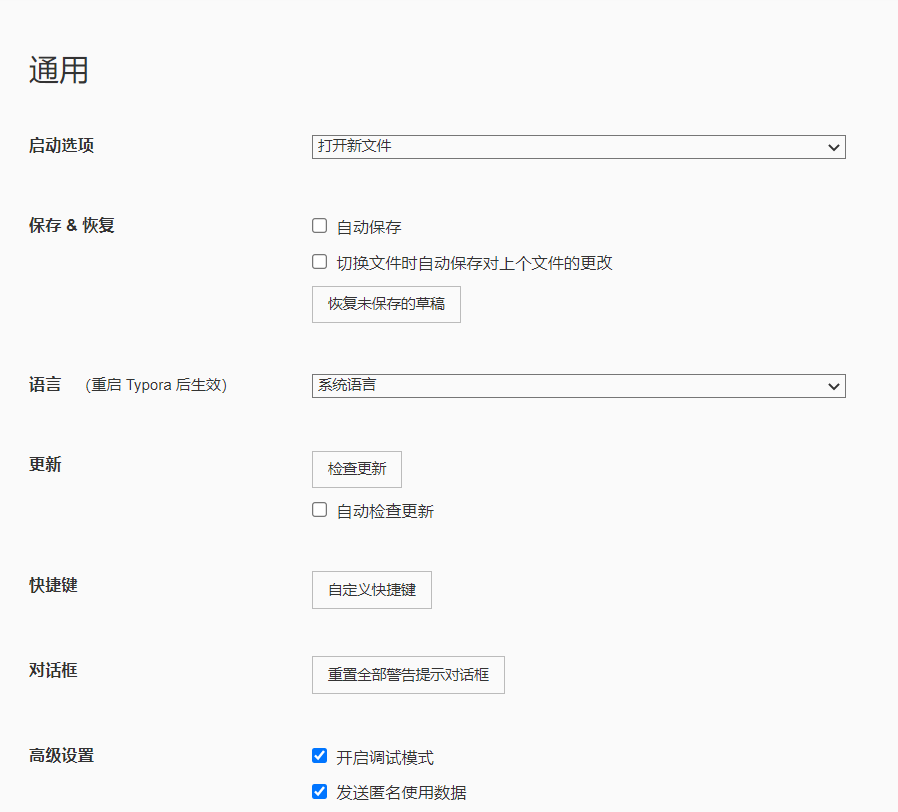 通用
启动选项
打开新文件
保存 & 恢复
自动保存
切换文件时自动保存对上个文件的更改
恢复未保存的草稿
语言 (重启 Typora 后生效)
系统语言
更新
检查更新
自动检查更新
快捷键
自定义快捷键
对话框
重置全部警告提示对话框
高级设置
开启调试模式
发送匿名使用数据